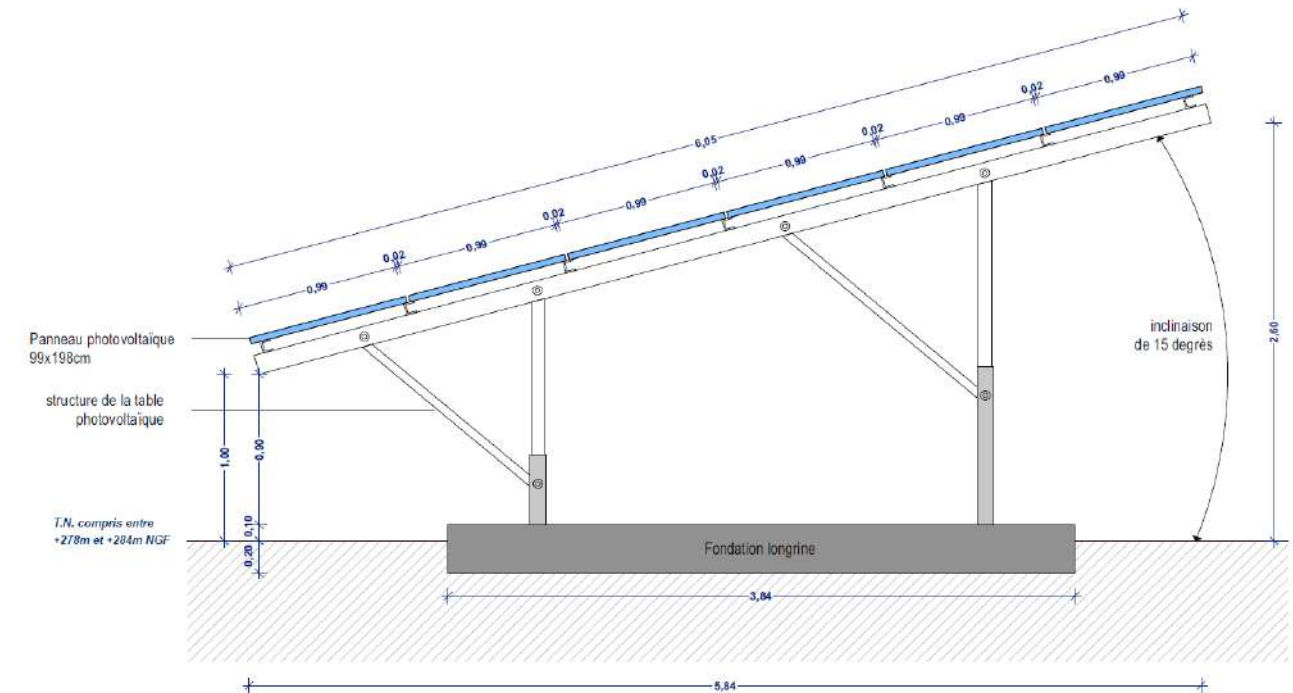 6,05
0,99
0,02
0,99
0,02
0,99
0,02
0,99
0,02
0,99
0,02
0,99
Panneau photovoltaïque
99x198cm
structure de la table
photovoltaïque
inclinaison
de 15 degrès
2,60
1,00
0,90
0,10
0,20
T.N. compris entre
+278m et +284m NGF
Fondation longrine
3,84
5,84